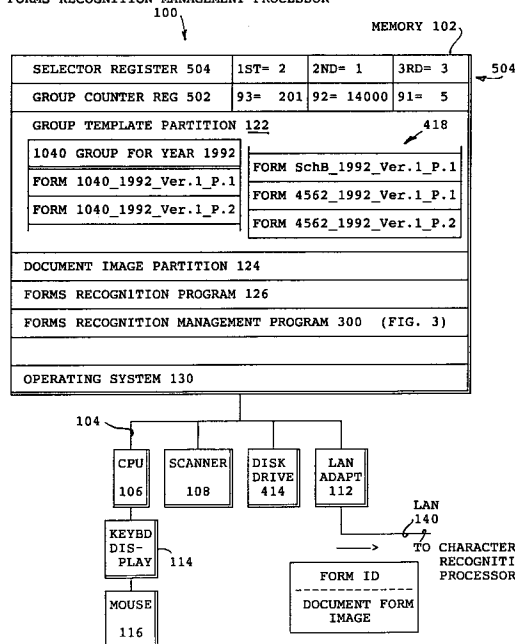 FORMS RECOGNITION MANAGEMENT PROCESSOR
100
MEMORY 102
SELECTOR REGISTER 504 1ST= 2 2ND= 1 3RD= 3
504
GROUP COUNTER REG 502 93= 201 92= 14000 91= 5
GROUP TEMPLATE PARTITION 122
418
1040 GROUP FOR YEAR 1992
FORM 1040_1992_Ver.1_P.1
FORM 1040_1992_Ver.1_P.2
FORM SchB_1992_Ver.1_P.1
FORM 4562_1992_Ver.1_P.1
FORM 4562_1992_Ver.1_P.2
DOCUMENT IMAGE PARTITION 124
FORMS RECOGNITION PROGRAM 126
FORMS RECOGNITION MANAGEMENT PROGRAM 300 (FIG. 3)
OPERATING SYSTEM 130
104
CPU
106
SCANNER
108
DISK
DRIVE
414
LAN
ADAPT
112
KEYBD
DIS-
PLAY
114
MOUSE
116
LAN
140
TO CHARACTER
RECOGNITI
PROCESSOR
FORM ID
DOCUMENT FORM
IMAGE